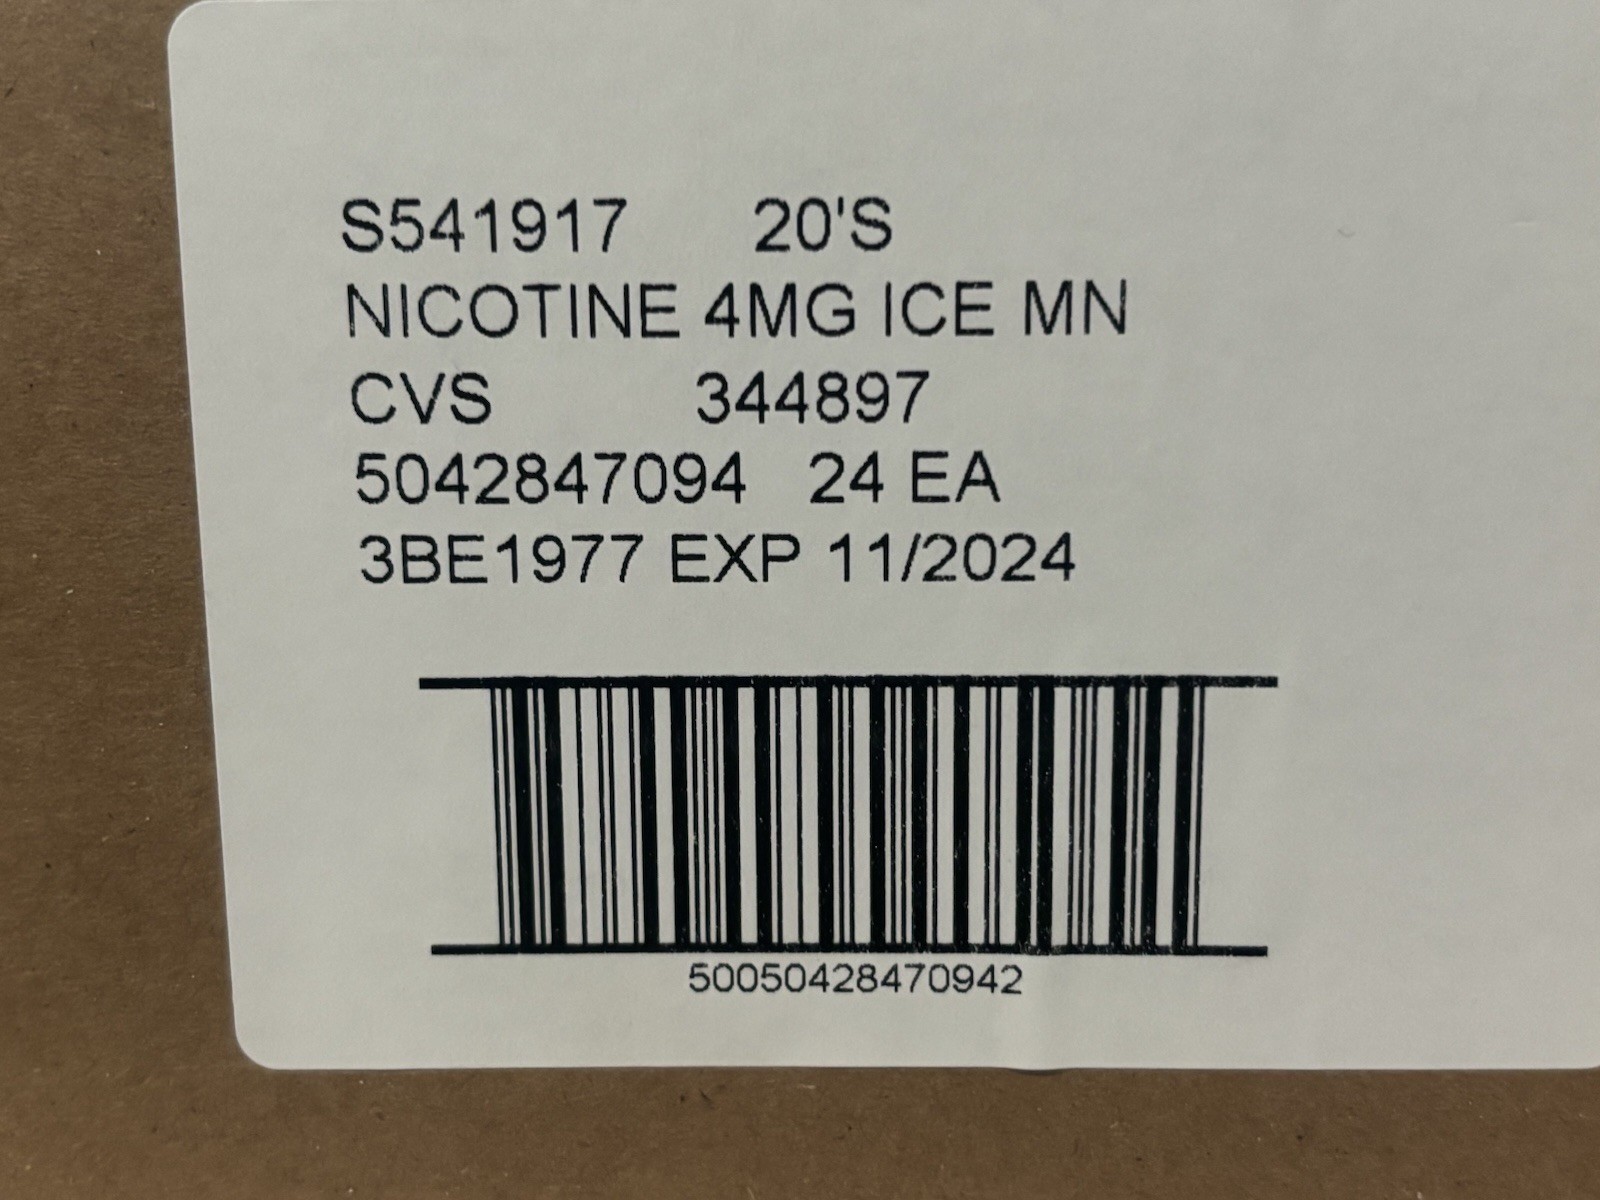 S541917 20'S
NICOTINE 4MG ICE MN
CVS 344897
5042847094 24 EA
3BE1977 EXP 11/2024
50050428470942